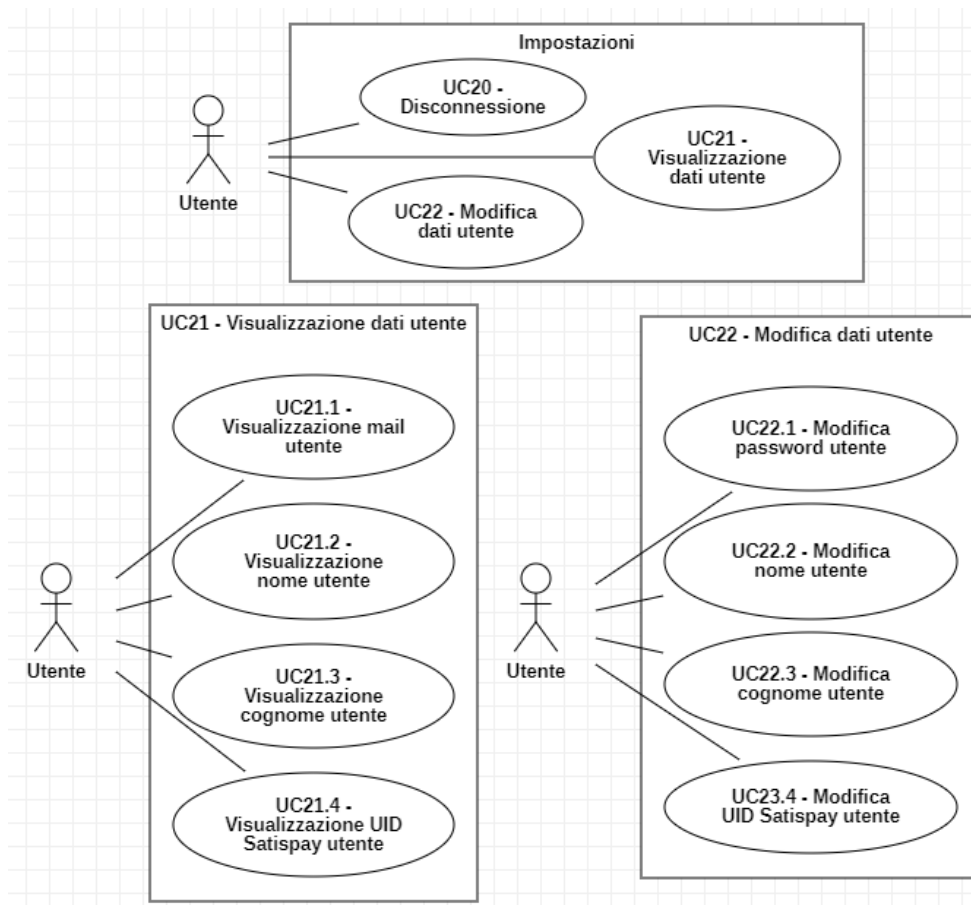 Impostazioni
UC20 -
Disconnessione
UC21 -
Visualizzazione
dati utente
Utente
UC22 - Modifica
dati utente
UC21 - Visualizzazione dati utente
UC21.1 -
Visualizzazione mail
utente
UC21.2 -
Visualizzazione
nome utente
Utente
UC21.3 -
Visualizzazione
cognome utente
UC21.4 -
Visualizzazione UID
Satispay utente
UC22 - Modifica dati utente
UC22.1 - Modifica
password utente
UC22.2 - Modifica
nome utente
Utente
UC22.3 - Modifica
cognome utente
UC23.4 - Modifica
UID Satispay utente